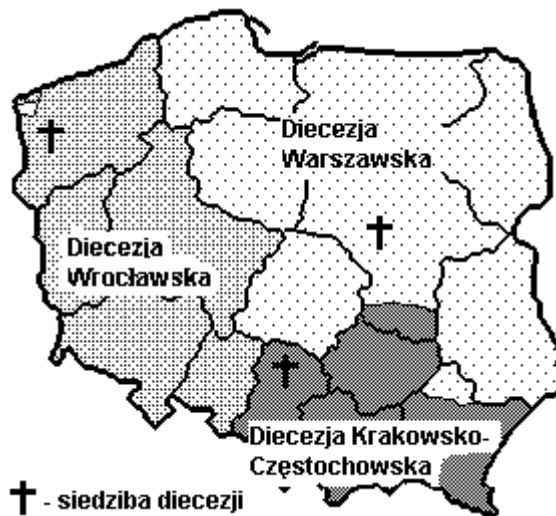 Diecezja
Warszawska
Diecezja
Wrocławska
Diecezja Krakowsko-
Częstochowska
- siedziba diecezji